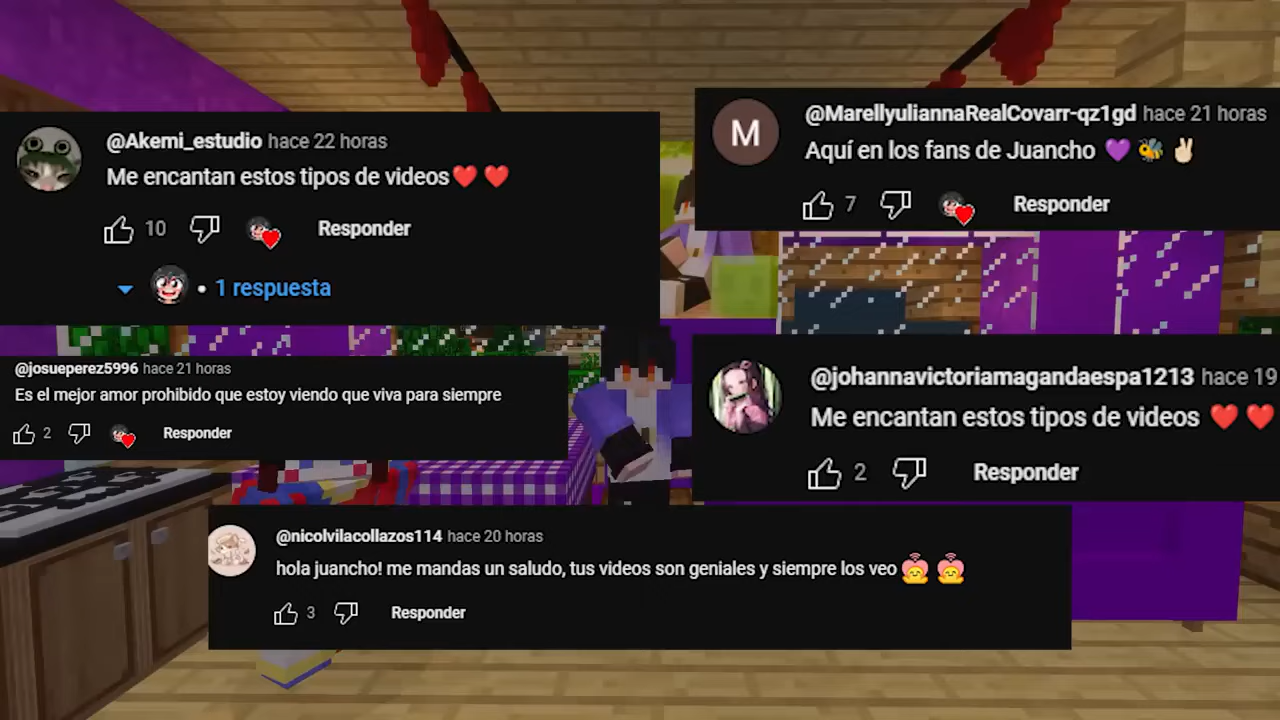 @Akemi_estudio hace 22 horas
Me encantan estos tipos de videos❤️ ❤️
10 Responder
1 respuesta
@MarellyuliannaRealCovarr-qz1gd hace 21 horas
M
Aquí en los fans de Juancho 💜 🐝 ✌🏻
7 Responder
@josueperez5996 hace 21 horas
Es el mejor amor prohibido que estoy viendo que viva para siempre
2 Responder
@johannavictoriamagandaespa1213 hace 19
Me encantan estos tipos de videos ❤️ ❤️
2 Responder
@nicolvilacollazos114 hace 20 horas
hola juancho! me mandas un saludo, tus videos son geniales y siempre los veo
3 Responder